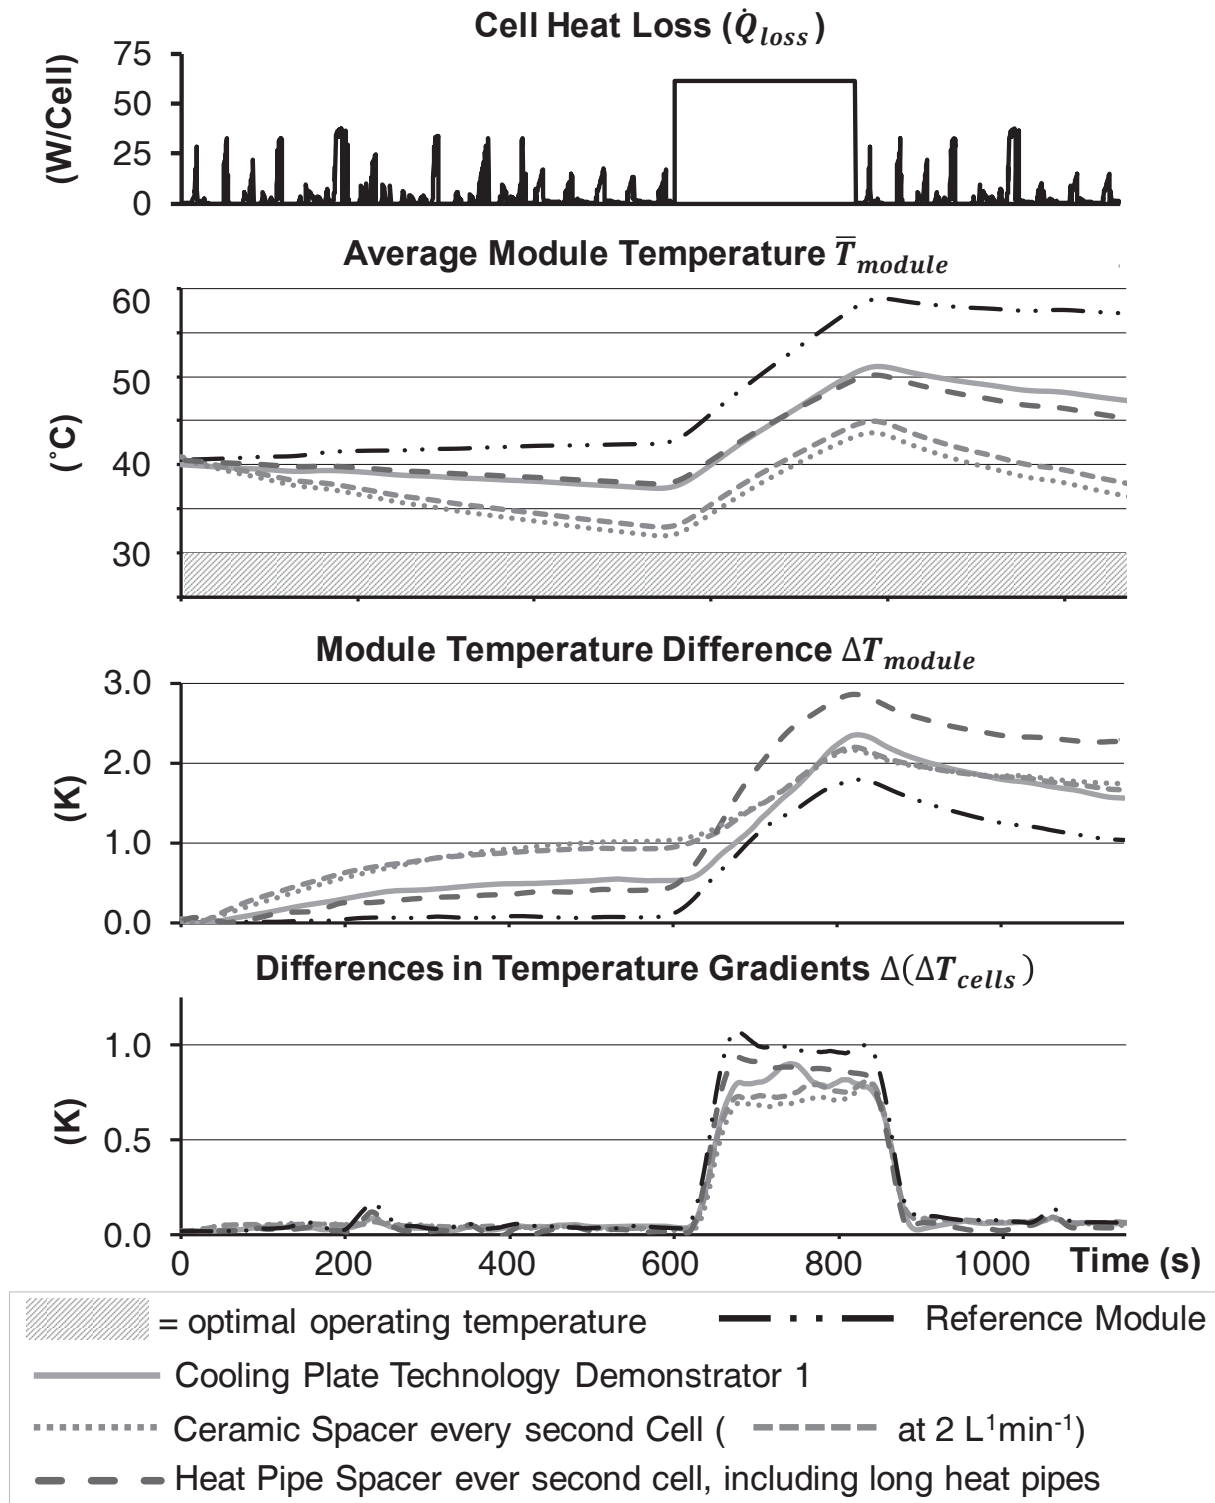 Cell Heat Loss (Q̇loss)
(W/Cell)
75
50
25
0
Average Module Temperature T̅module
(°C)
60
50
40
30
Module Temperature Difference ΔTmodule
(K)
3.0
2.0
1.0
0.0
Differences in Temperature Gradients Δ(ΔTcells)
(K)
1.0
0.5
0.0
0 200 400 600 800 1000 Time (s)
= optimal operating temperature Reference Module
Cooling Plate Technology Demonstrator 1
Ceramic Spacer every second Cell ( at 2 L¹min⁻¹)
Heat Pipe Spacer ever second cell, including long heat pipes